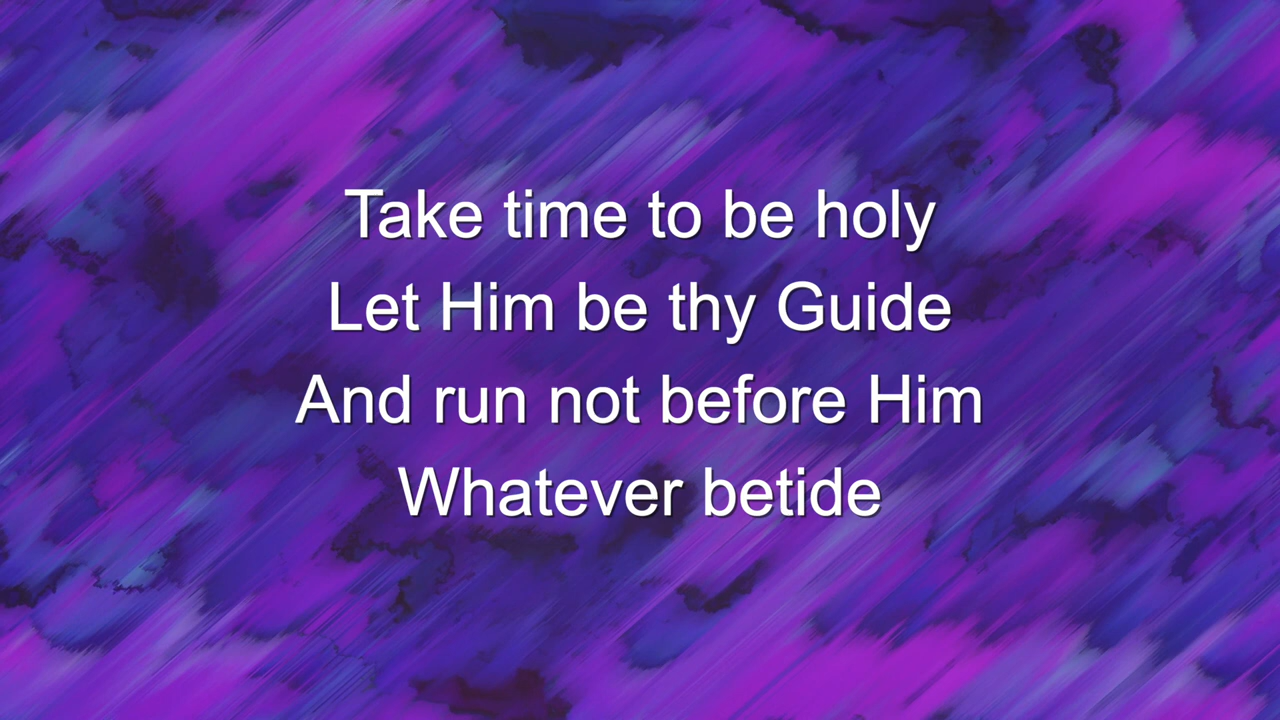 Take time to be holy
Let Him be thy Guide
And run not before Him
Whatever betide